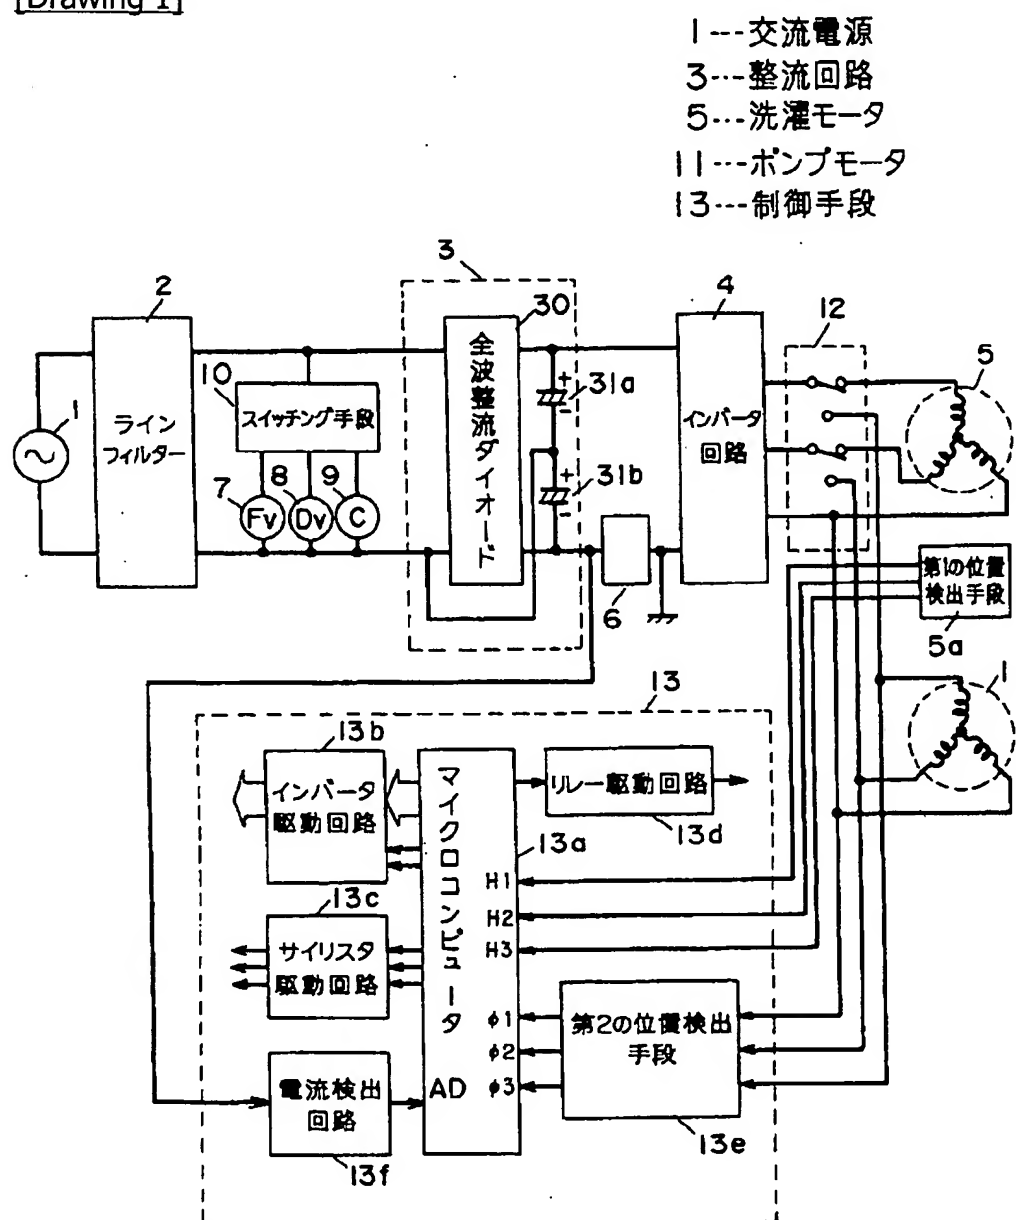 [Drawing 1]
1---交流電源
3---整流回路
5---洗濯モータ
11---ポンプモータ
13---制御手段
3
2
30
4
12
5
全波整流ダイオード
10
スイッチング手段
+
31a
-
1
ライン
フィルター
インバータ
回路
7
8
9
+
31b
-
Fv
Dv
C
6
第1の位置
検出手段
5a
13
1
13b
インバータ
駆動回路
マイクロコンピュータ
リレー駆動回路
13d
13a
H1
13c
H2
サイリスタ
駆動回路
H3
φ1
第2の位置検出
手段
φ2
φ3
AD
電流検出
回路
13e
13f